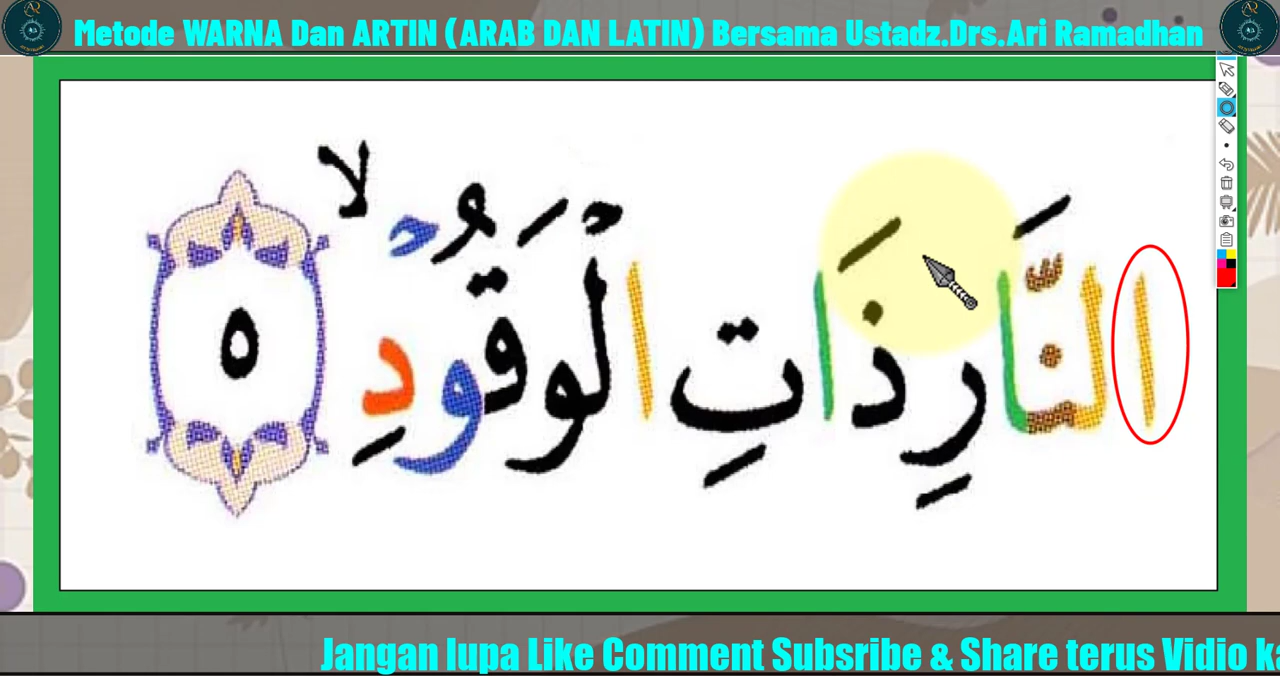 Metode WARNA Dan ARTIN (ARAB DAN LATIN) Bersama Ustadz.Drs.Ari Ramadhan
النَّارِ ذَاتِ الْوَقُوْدِ ۙ ٥
Jangan lupa Like Comment Subsribe & Share terus Vidio